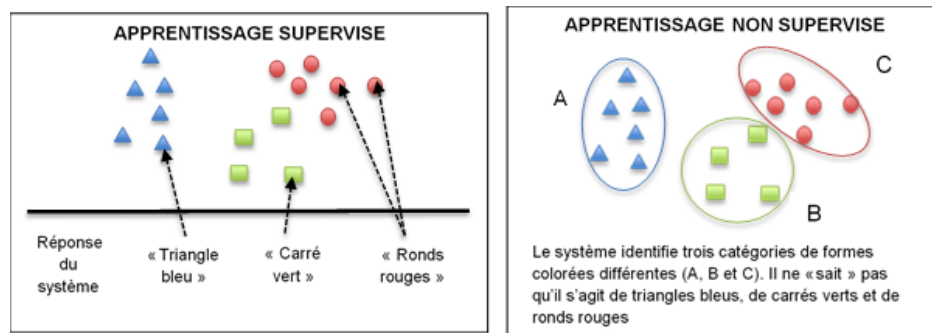 APPRENTISSAGE SUPERVISE
Réponse
du
système
« Triangle
bleu »
« Carré
vert »
« Ronds
rouges »
APPRENTISSAGE NON SUPERVISE
A
C
B
Le système identifie trois catégories de formes
colorées différentes (A, B et C). Il ne « sait » pas
qu'il s'agit de triangles bleus, de carrés verts et de
ronds rouges